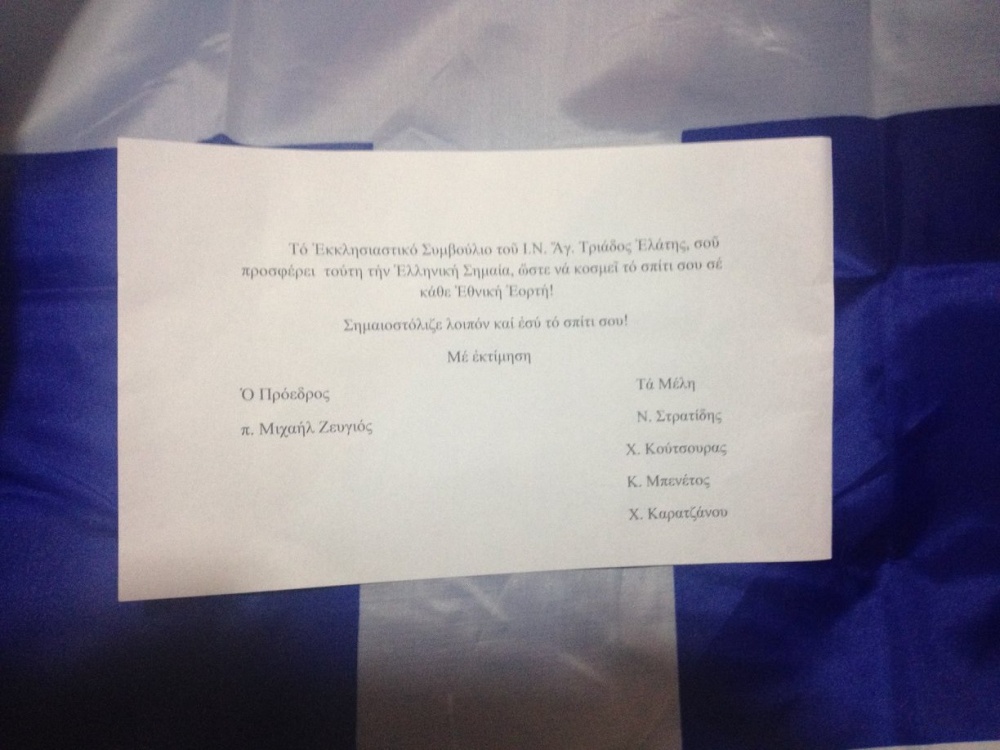 Τό Ἐκκλησιαστικό Συμβούλιο τοῦ Ι.Ν. Ἁγ. Τριάδος Ἐλάτης, σοῦ
προσφέρει τούτη τήν Ἑλληνική Σημαία, ὥστε νά κοσμεῖ τό σπίτι σου σέ
κάθε Ἐθνική Ἑορτή!
Σημαιοστόλιζε λοιπόν καί ἐσύ τό σπίτι σου!
Μέ ἐκτίμηση
Ὁ Πρόεδρος
π. Μιχαήλ Ζευγιός
Τά Μέλη
Ν. Στρατίδης
Χ. Κούτσουρας
Κ. Μπενέτος
Χ. Καρατζάνου